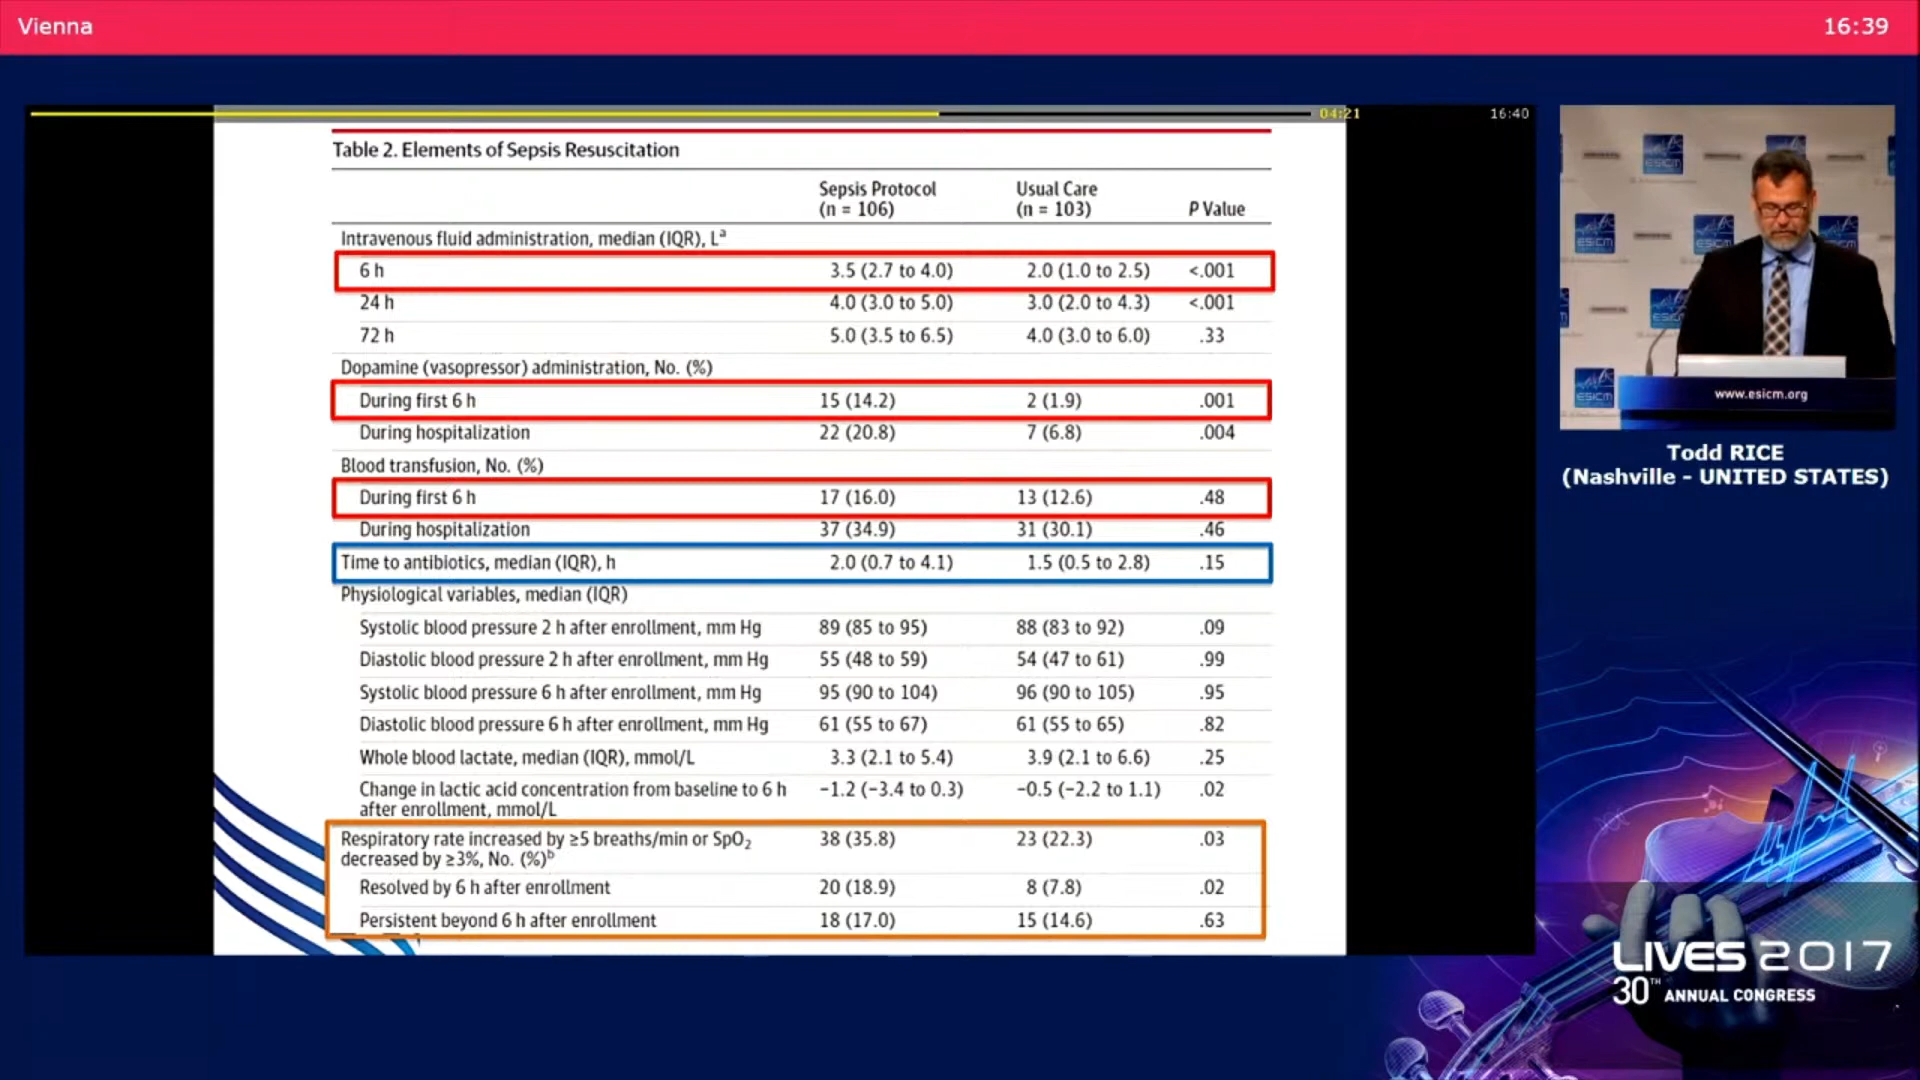 Vienna
16:39
04:21
16:40
Table 2. Elements of Sepsis Resuscitation
Sepsis Protocol (n = 106) Usual Care (n = 103) P Value
Intravenous fluid administration, median (IQR), Lᵃ
6 h 3.5 (2.7 to 4.0) 2.0 (1.0 to 2.5) <.001
24 h 4.0 (3.0 to 5.0) 3.0 (2.0 to 4.3) <.001
72 h 5.0 (3.5 to 6.5) 4.0 (3.0 to 6.0) .33
Dopamine (vasopressor) administration, No. (%)
During first 6 h 15 (14.2) 2 (1.9) .001
During hospitalization 22 (20.8) 7 (6.8) .004
Blood transfusion, No. (%)
During first 6 h 17 (16.0) 13 (12.6) .48
During hospitalization 37 (34.9) 31 (30.1) .46
Time to antibiotics, median (IQR), h 2.0 (0.7 to 4.1) 1.5 (0.5 to 2.8) .15
Physiological variables, median (IQR)
Systolic blood pressure 2 h after enrollment, mm Hg 89 (85 to 95) 88 (83 to 92) .09
Diastolic blood pressure 2 h after enrollment, mm Hg 55 (48 to 59) 54 (47 to 61) .99
Systolic blood pressure 6 h after enrollment, mm Hg 95 (90 to 104) 96 (90 to 105) .95
Diastolic blood pressure 6 h after enrollment, mm Hg 61 (55 to 67) 61 (55 to 65) .82
Whole blood lactate, median (IQR), mmol/L 3.3 (2.1 to 5.4) 3.9 (2.1 to 6.6) .25
Change in lactic acid concentration from baseline to 6 h −1.2 (−3.4 to 0.3) −0.5 (−2.2 to 1.1) .02
after enrollment, mmol/L
Respiratory rate increased by ≥5 breaths/min or SpO₂ 38 (35.8) 23 (22.3) .03
decreased by ≥3%, No. (%)ᵇ
Resolved by 6 h after enrollment 20 (18.9) 8 (7.8) .02
Persistent beyond 6 h after enrollment 18 (17.0) 15 (14.6) .63
ESICM
ESICM
ESICM
ESICM
ESICM
ESICM
www.esicm.org
Todd RICE
(Nashville - UNITED STATES)
LIVES 2017
30TH ANNUAL CONGRESS